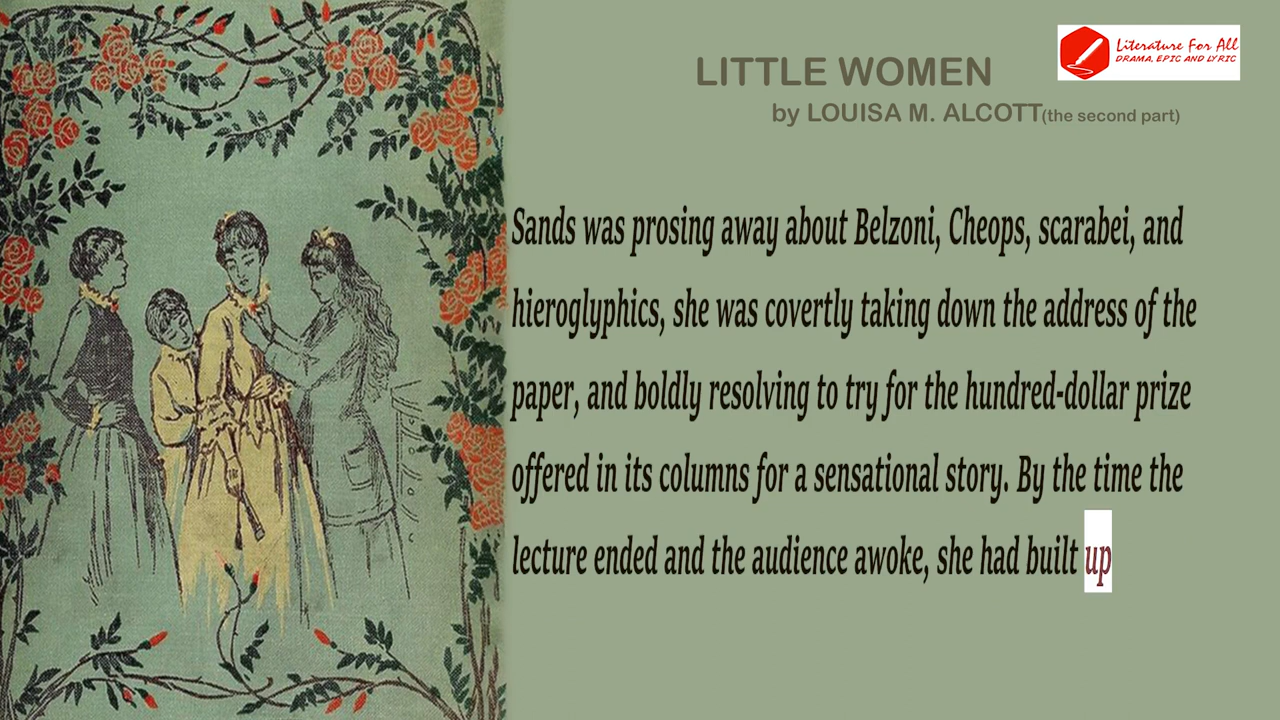 LITTLE WOMEN
by LOUISA M. ALCOTT(the second part)
Literature For All
DRAMA, EPIC AND LYRIC
Sands was prosing away about Belzoni, Cheops, scarabei, and
hieroglyphics, she was covertly taking down the address of the
paper, and boldly resolving to try for the hundred-dollar prize
offered in its columns for a sensational story. By the time the
lecture ended and the audience awoke, she had built up